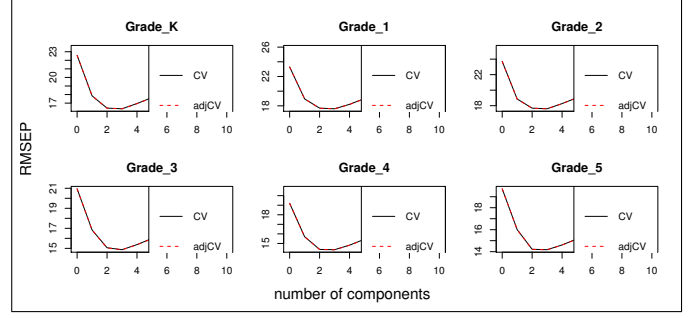 Grade_K
Grade_1
Grade_2
23
20
17
CV
adjCV
0 2 4 6 8 10
26
22
18
CV
adjCV
0 2 4 6 8 10
22
18
CV
adjCV
0 2 4 6 8 10
RMSEP
Grade_3
Grade_4
Grade_5
21
19
17
15
CV
adjCV
0 2 4 6 8 10
18
15
CV
adjCV
0 2 4 6 8 10
18
16
14
CV
adjCV
0 2 4 6 8 10
number of components